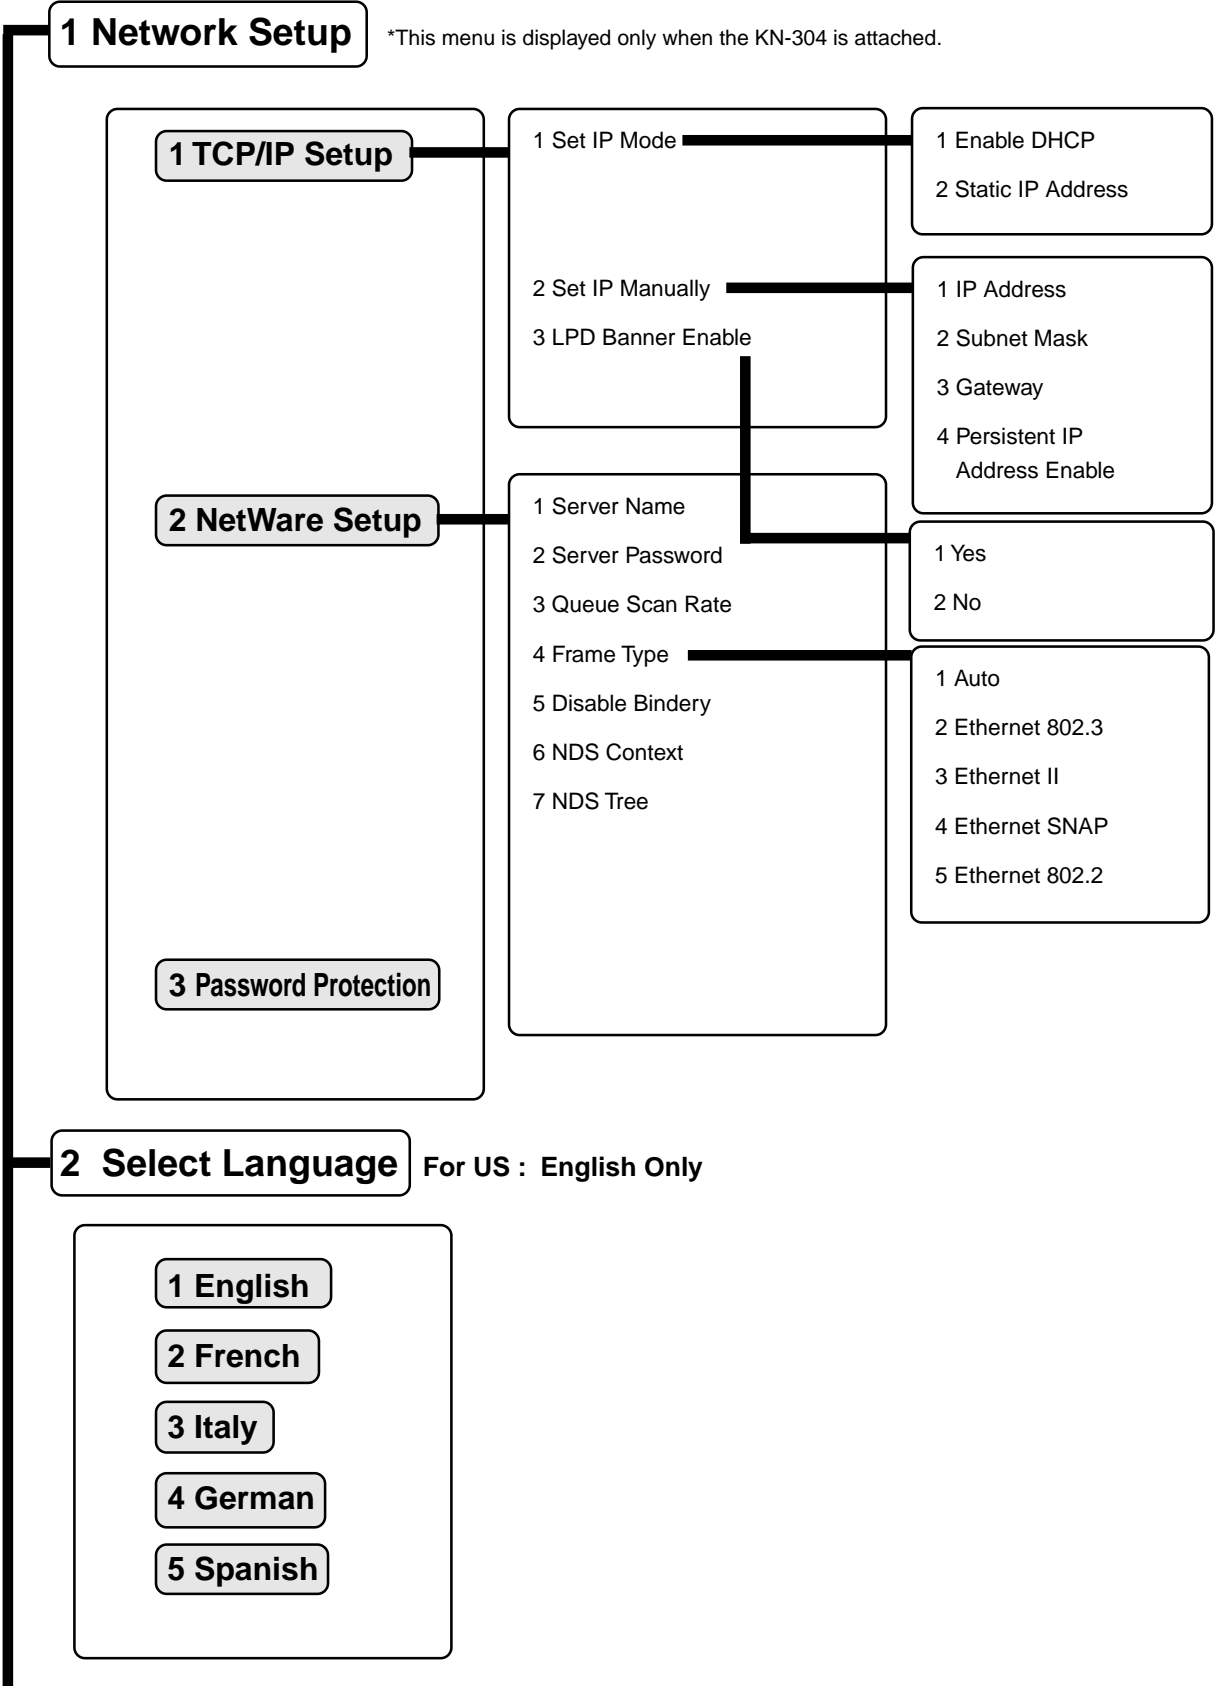 1 Network Setup
*This menu is displayed only when the KN-304 is attached.
1 TCP/IP Setup
1 Set IP Mode
1 Enable DHCP
2 Static IP Address
2 Set IP Manually
1 IP Address
2 Subnet Mask
3 Gateway
4 Persistent IP
Address Enable
3 LPD Banner Enable
1 Yes
2 No
2 NetWare Setup
1 Server Name
2 Server Password
3 Queue Scan Rate
4 Frame Type
1 Auto
2 Ethernet 802.3
3 Ethernet II
4 Ethernet SNAP
5 Ethernet 802.2
5 Disable Bindery
6 NDS Context
7 NDS Tree
3 Password Protection
2 Select Language
For US : English Only
1 English
2 French
3 Italy
4 German
5 Spanish